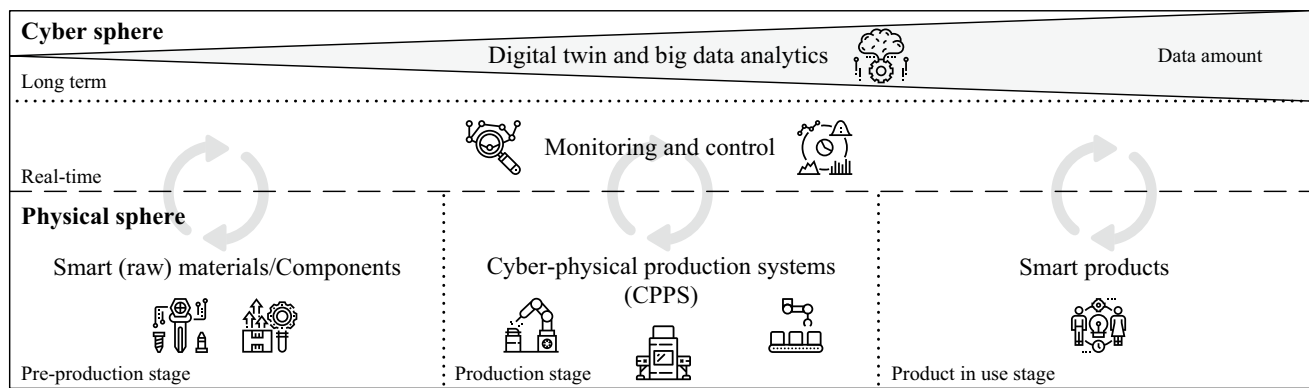 Cyber sphere
Digital twin and big data analytics
Data amount
Long term
Monitoring and control
Real-time
Physical sphere
Smart (raw) materials/Components
Cyber-physical production systems
(CPPS)
Smart products
Pre-production stage
Production stage
Product in use stage